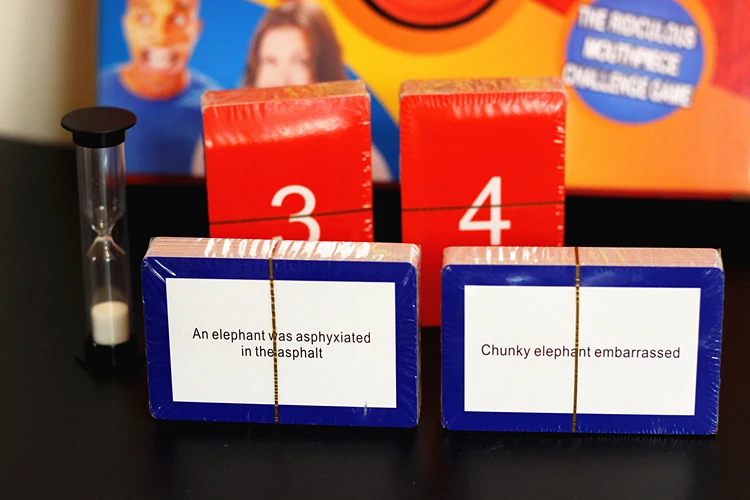 THE RIDICULOUS
MOUTHPIECE
CHALLENGE GAME
3
4
An elephant was asphyxiated
in the asphalt
Chunky elephant embarrassed